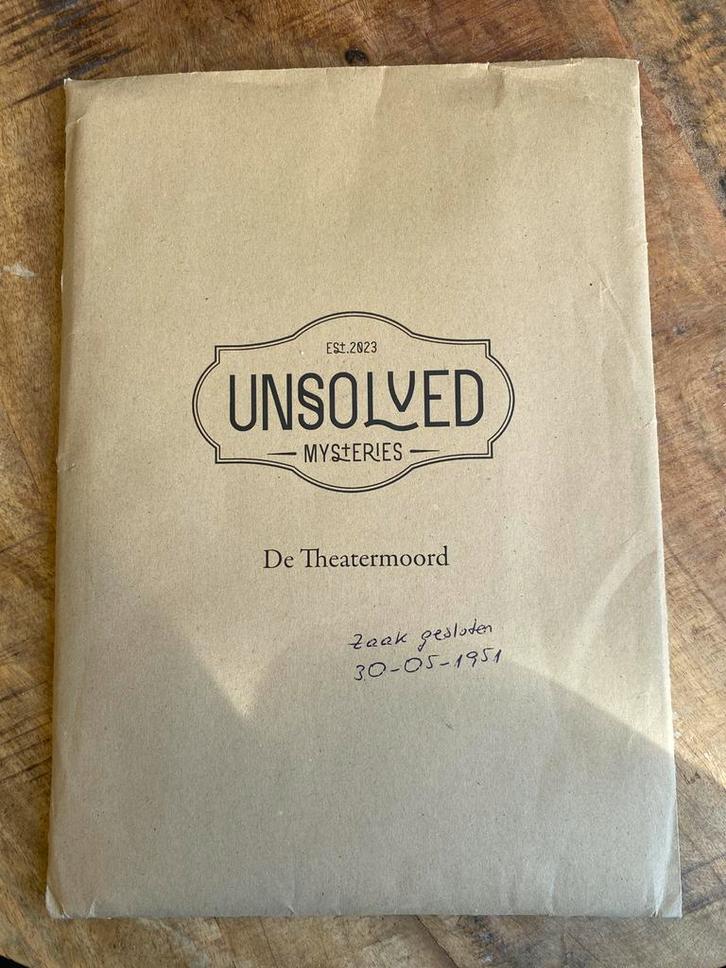 Est.2023
UNSOLVED
MYStERIES
De Theatermoord
Zaak gesloten
30-05-1951